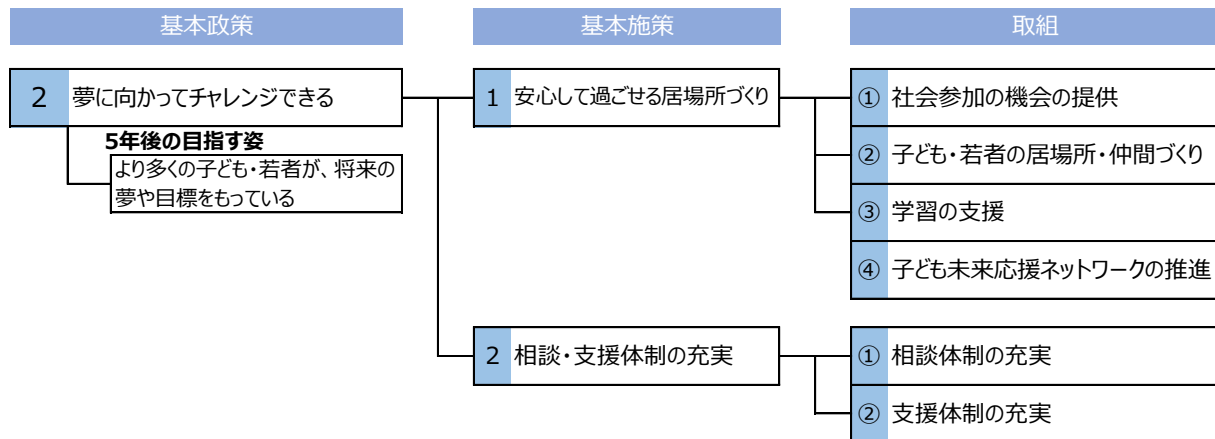 基本政策 基本施策 取組
2 夢に向かってチャレンジできる
5年後の目指す姿
より多くの子ども・若者が、将来の
夢や目標をもっている
1 安心して過ごせる居場所づくり
① 社会参加の機会の提供
② 子ども・若者の居場所・仲間づくり
③ 学習の支援
④ 子ども未来応援ネットワークの推進
2 相談・支援体制の充実
① 相談体制の充実
② 支援体制の充実